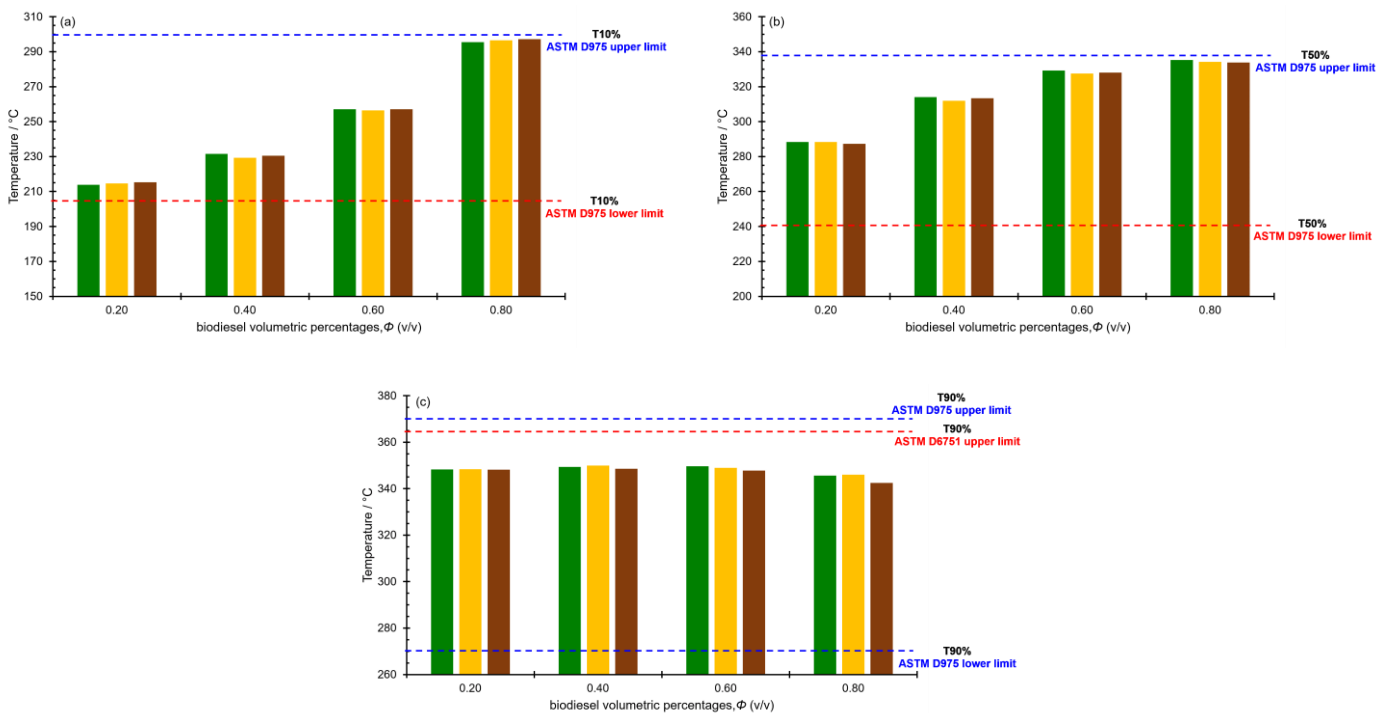 (a)
310
290
270
250
230
210
190
170
150
Temperature / °C
0.20 0.40 0.60 0.80
biodiesel volumetric percentages,Φ (v/v)
T10%
ASTM D975 upper limit
T10%
ASTM D975 lower limit
(b)
360
340
320
300
280
260
240
220
200
Temperature / °C
0.20 0.40 0.60 0.80
biodiesel volumetric percentages,Φ (v/v)
T50%
ASTM D975 upper limit
T50%
ASTM D975 lower limit
(c)
380
360
340
320
300
280
260
Temperature / °C
0.20 0.40 0.60 0.80
biodiesel volumetric percentages,Φ (v/v)
T90%
ASTM D975 upper limit
T90%
ASTM D6751 upper limit
T90%
ASTM D975 lower limit